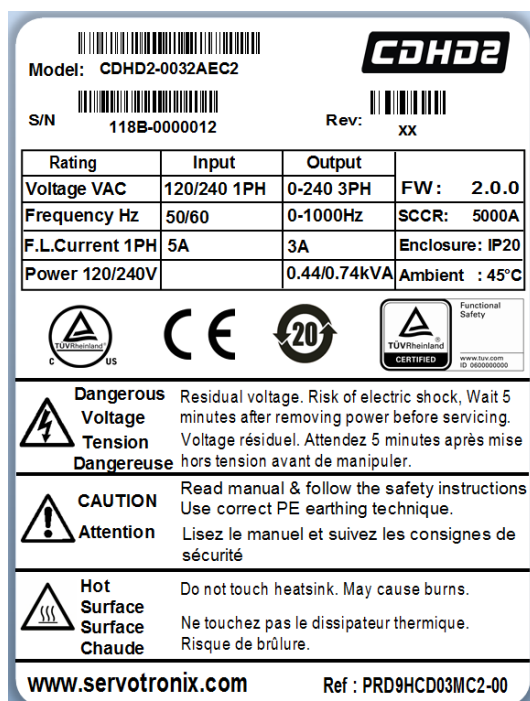 CDHD2
Model: CDHD2-0032AEC2
S/N 118B-0000012 Rev: xx
Rating Input Output
Voltage VAC 120/240 1PH 0-240 3PH FW: 2.0.0
Frequency Hz 50/60 0-1000Hz SCCR: 5000A
F.L.Current 1PH 5A 3A Enclosure: IP20
Power 120/240V 0.44/0.74kVA Ambient : 45°C
TÜVRheinland
C US
CE
20
TÜVRheinland
CERTIFIED
Functional
Safety
www.tuv.com
ID 0600000000
Dangerous
Voltage
Tension
Dangereuse
Residual voltage. Risk of electric shock, Wait 5
minutes after removing power before servicing.
Voltage résiduel. Attendez 5 minutes après mise
hors tension avant de manipuler.
CAUTION
Attention
Read manual & follow the safety instructions
Use correct PE earthing technique.
Lisez le manuel et suivez les consignes de
sécurité
Hot
Surface
Surface
Chaude
Do not touch heatsink. May cause burns.
Ne touchez pas le dissipateur thermique.
Risque de brûlure.
www.servotronix.com Ref : PRD9HCD03MC2-00